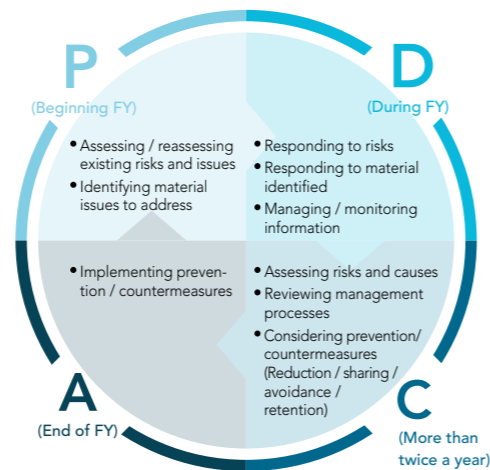 P
(Beginning FY)
• Assessing / reassessing
existing risks and issues
• Identifying material
issues to address
D
(During FY)
• Responding to risks
• Responding to material
identified
• Managing / monitoring
information
• Assessing risks and causes
• Reviewing management
processes
• Considering prevention/
countermeasures
(Reduction / sharing /
avoidance /
retention)
C
(More than
twice a year)
• Implementing preven-
tion / countermeasures
A
(End of FY)